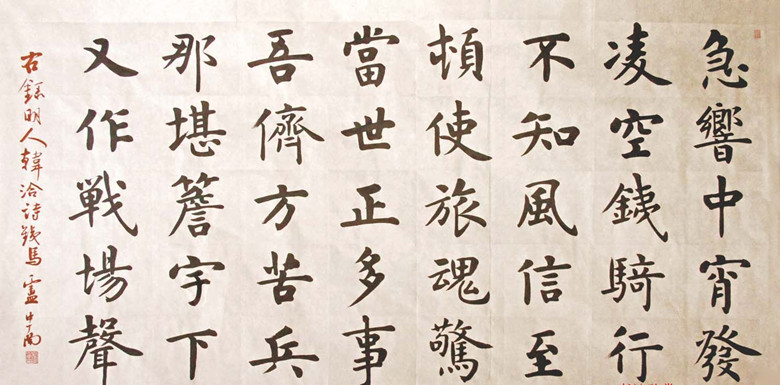 急響中宵發
凌空鐵騎行
不知風信至
頓使旅魂驚
當世正多事
吾儕方苦兵
那堪簷宇下
又作戰場聲
右錄明人韓洽詩鐵馬 盧中南